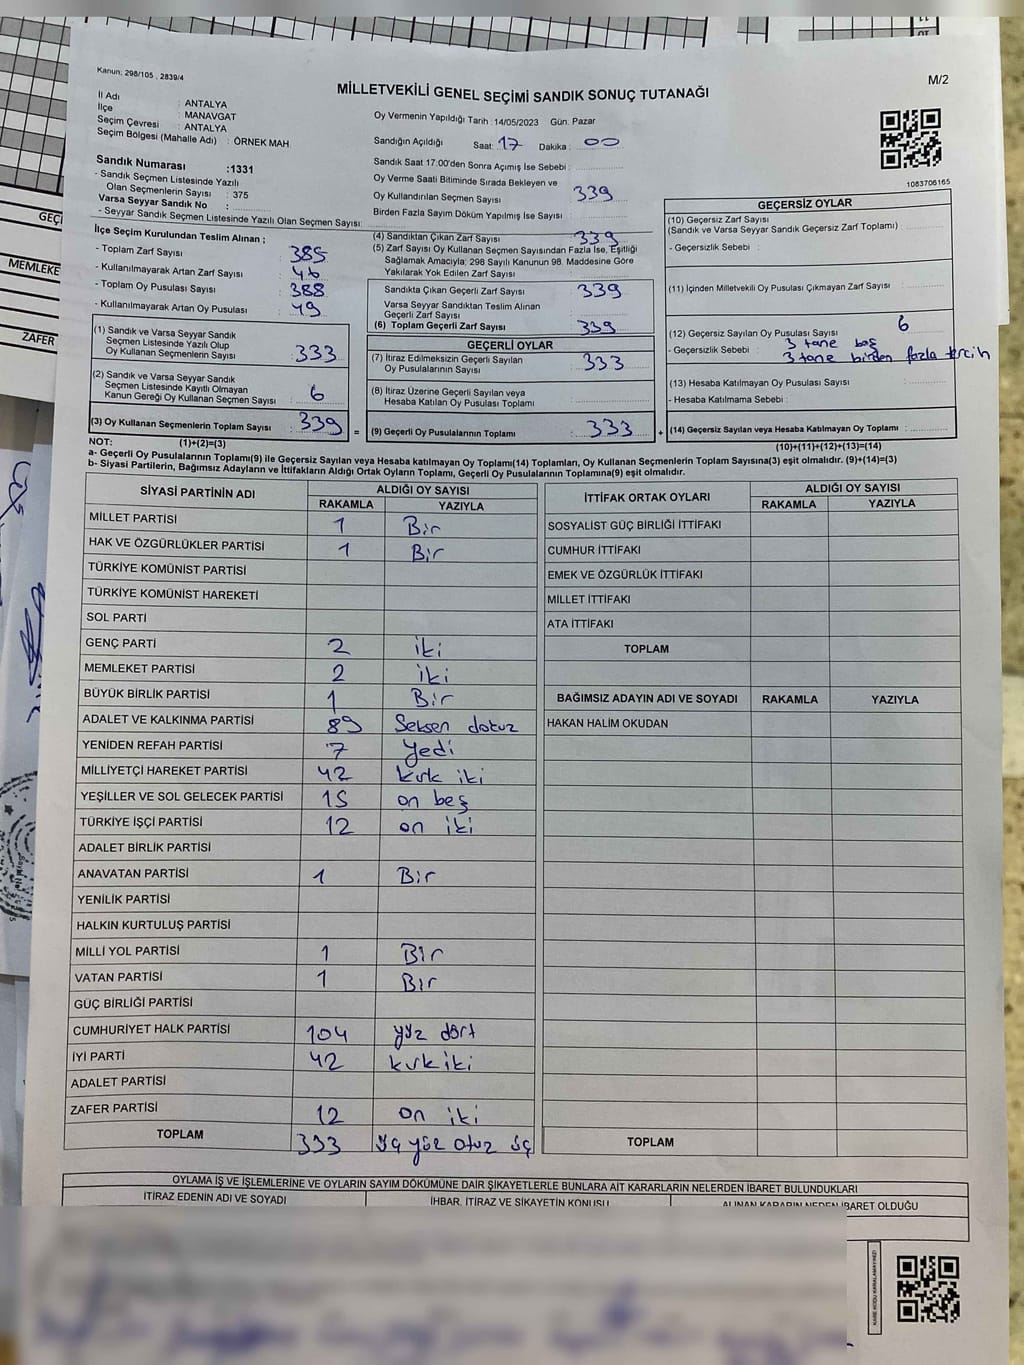 Kanun: 298/105 , 2839/4
M/2
MİLLETVEKİLİ GENEL SEÇİMİ SANDIK SONUÇ TUTANAĞI
İl Adı : ANTALYA
İlçe : MANAVGAT
Seçim Çevresi : ANTALYA
Seçim Bölgesi (Mahalle Adı) : ÖRNEK MAH.
Oy Vermenin Yapıldığı Tarih :14/05/2023 Gün: Pazar
Sandığın Açıldığı Saat: 17 Dakika : 00
Sandık Saat 17:00'den Sonra Açımış İse Sebebi :
Oy Verme Saati Bitiminde Sırada Bekleyen ve
Oy Kullandırılan Seçmen Sayısı : 339
Birden Fazla Sayım Döküm Yapılmış İse Sayısı :
1083706165
Sandık Numarası :1331
- Sandık Seçmen Listesinde Yazılı
Olan Seçmenlerin Sayısı : 375
Varsa Seyyar Sandık No :
- Seyyar Sandık Seçmen Listesinde Yazılı Olan Seçmen Sayısı:
İlçe Seçim Kurulundan Teslim Alınan ;
- Toplam Zarf Sayısı : 385
- Kullanılmayarak Artan Zarf Sayısı : 46
- Toplam Oy Pusulası Sayısı : 388
- Kullanılmayarak Artan Oy Pusulası : 49
(1) Sandık ve Varsa Seyyar Sandık
Seçmen Listesinde Yazılı Olup
Oy Kullanan Seçmenlerin Sayısı : 333
(2) Sandık ve Varsa Seyyar Sandık
Seçmen Listesinde Kayıtlı Olmayan
Kanun Gereği Oy Kullanan Seçmen Sayısı : 6
(3) Oy Kullanan Seçmenlerin Toplam Sayısı : 339
(4) Sandıktan Çıkan Zarf Sayısı : 339
(5) Zarf Sayısı Oy Kullanan Seçmen Sayısından Fazla İse, Eşitliği
Sağlamak Amacıyla; 298 Sayılı Kanunun 98. Maddesine Göre
Yakılarak Yok Edilen Zarf Sayısı :
Sandıkta Çıkan Geçerli Zarf Sayısı : 339
Varsa Seyyar Sandıktan Teslim Alınan
Geçerli Zarf Sayısı :
(6) Toplam Geçerli Zarf Sayısı : 339
GEÇERLİ OYLAR
(7) İtiraz Edilmeksizin Geçerli Sayılan
Oy Pusulalarının Sayısı : 333
(8) İtiraz Üzerine Geçerli Sayılan veya
Hesaba Katılan Oy Pusulası Toplamı :
= (9) Geçerli Oy Pusulalarının Toplamı : 333 +
GEÇERSİZ OYLAR
(10) Geçersiz Zarf Sayısı
(Sandık ve Varsa Seyyar Sandık Geçersiz Zarf Toplamı) :
- Geçersizlik Sebebi :
(11) İçinden Milletvekili Oy Pusulası Çıkmayan Zarf Sayısı :
(12) Geçersiz Sayılan Oy Pusulası Sayısı : 6
- Geçersizlik Sebebi : 3 tane boş
3 tane birden fazla tercih
(13) Hesaba Katılmayan Oy Pusulası Sayısı :
- Hesaba Katılmama Sebebi :
(14) Geçersiz Sayılan veya Hesaba Katılmayan Oy Toplamı :
NOT: (1)+(2)=(3)
(10)+(11)+(12)+(13)=(14)
a- Geçerli Oy Pusulalarının Toplamı(9) ile Geçersiz Sayılan veya Hesaba katılmayan Oy Toplamı(14) Toplamları, Oy Kullanan Seçmenlerin Toplam Sayısına(3) eşit olmalıdır. (9)+(14)=(3)
b- Siyasi Partilerin, Bağımsız Adayların ve İttifakların Aldığı Ortak Oyların Toplamı, Geçerli Oy Pusulalarının Toplamına(9) eşit olmalıdır.
SİYASİ PARTİNİN ADI ALDIĞI OY SAYISI
RAKAMLA YAZIYLA
MİLLET PARTİSİ 1 Bir
HAK VE ÖZGÜRLÜKLER PARTİSİ 1 Bir
TÜRKİYE KOMÜNİST PARTİSİ
TÜRKİYE KOMÜNİST HAREKETİ
SOL PARTİ
GENÇ PARTİ 2 iki
MEMLEKET PARTİSİ 2 iki
BÜYÜK BİRLİK PARTİSİ 1 Bir
ADALET VE KALKINMA PARTİSİ 89 Seksen dokuz
YENİDEN REFAH PARTİSİ 7 Yedi
MİLLİYETÇİ HAREKET PARTİSİ 42 kırk iki
YEŞİLLER VE SOL GELECEK PARTİSİ 15 on beş
TÜRKİYE İŞÇİ PARTİSİ 12 on iki
ADALET BİRLİK PARTİSİ
ANAVATAN PARTİSİ 1 Bir
YENİLİK PARTİSİ
HALKIN KURTULUŞ PARTİSİ
MİLLİ YOL PARTİSİ 1 Bir
VATAN PARTİSİ 1 Bir
GÜÇ BİRLİĞİ PARTİSİ
CUMHURİYET HALK PARTİSİ 104 yüz dört
İYİ PARTİ 42 kırk iki
ADALET PARTİSİ
ZAFER PARTİSİ 12 on iki
TOPLAM 333 üç yüz otuz üç
İTTİFAK ORTAK OYLARI ALDIĞI OY SAYISI
RAKAMLA YAZIYLA
SOSYALİST GÜÇ BİRLİĞİ İTTİFAKI
CUMHUR İTTİFAKI
EMEK VE ÖZGÜRLÜK İTTİFAKI
MİLLET İTTİFAKI
ATA İTTİFAKI
TOPLAM
BAĞIMSIZ ADAYIN ADI VE SOYADI RAKAMLA YAZIYLA
HAKAN HALİM OKUDAN
TOPLAM
OYLAMA İŞ VE İŞLEMLERİNE VE OYLARIN SAYIM DÖKÜMÜNE DAİR ŞİKAYETLERLE BUNLARA AİT KARARLARIN NELERDEN İBARET BULUNDUKLARI
İTİRAZ EDENİN ADI VE SOYADI İHBAR, İTİRAZ VE ŞİKAYETİN KONUSU ALINAN KARARIN NEDEN İBARET OLDUĞU
KARE KODU KARALAMAYINIZ!
MEMLEKE
ZAFER